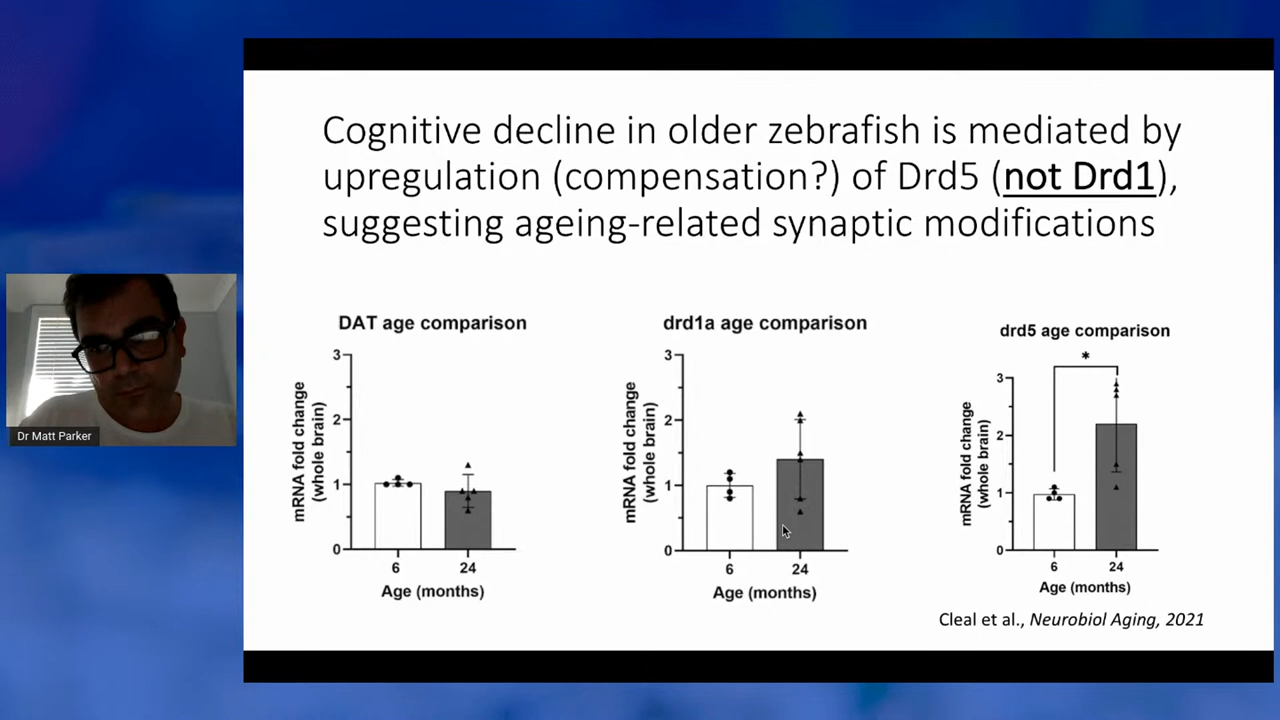 Cognitive decline in older zebrafish is mediated by
upregulation (compensation?) of Drd5 (not Drd1),
suggesting ageing-related synaptic modifications
DAT age comparison
3
2
1
0
mRNA fold change
(whole brain)
6
24
Age (months)
drd1a age comparison
3
2
1
0
mRNA fold change
(whole brain)
6
24
Age (months)
drd5 age comparison
*
3
2
1
0
mRNA fold change
(whole brain)
6
24
Age (months)
Cleal et al., Neurobiol Aging, 2021
Dr Matt Parker